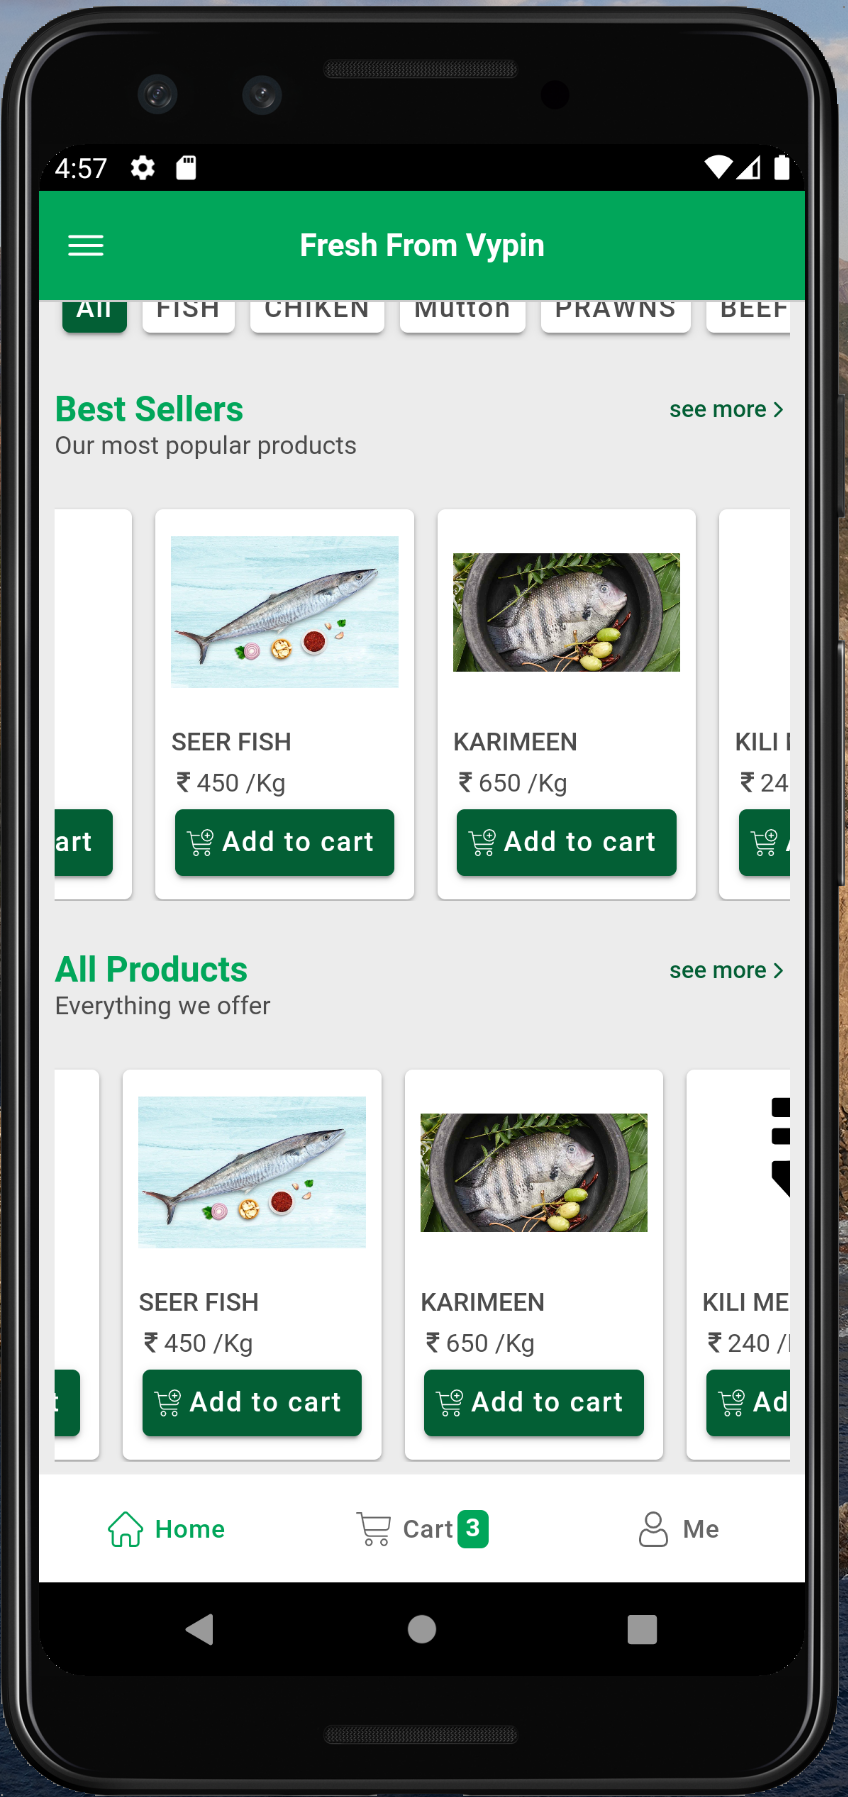 4:57
Fresh From Vypin
All FISH CHIKEN Mutton PRAWNS BEEF
Best Sellers see more >
Our most popular products
SEER FISH KARIMEEN KILI
₹ 450 /Kg ₹ 650 /Kg ₹ 24
art Add to cart Add to cart
All Products see more >
Everything we offer
SEER FISH KARIMEEN KILI ME
₹ 450 /Kg ₹ 650 /Kg ₹ 240 /
t Add to cart Add to cart Ad
Home Cart 3 Me